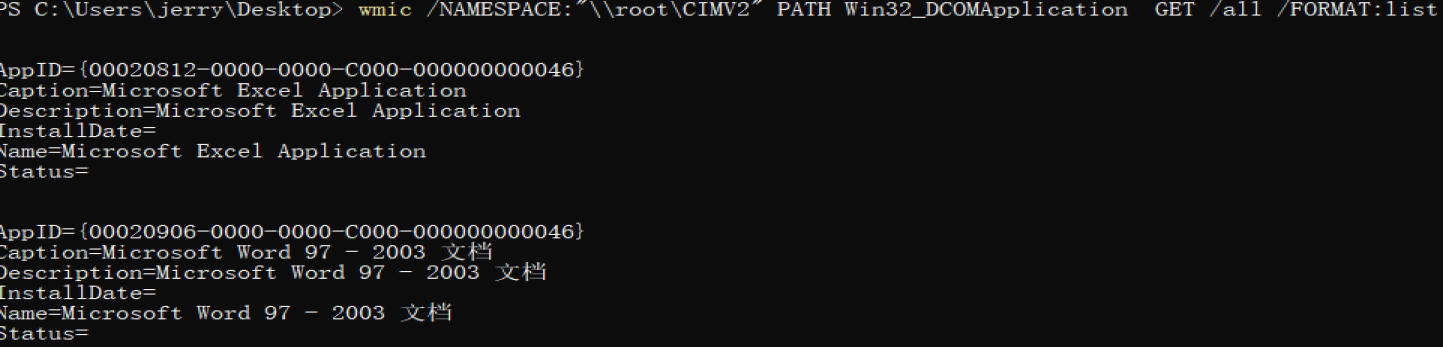 PS C:\Users\jerry\Desktop> wmic /NAMESPACE:"\\root\CIMV2" PATH Win32_DCOMApplication  GET /all /FORMAT:list
AppID={00020812-0000-0000-C000-000000000046}
Caption=Microsoft Excel Application
Description=Microsoft Excel Application
InstallDate=
Name=Microsoft Excel Application
Status=
AppID={00020906-0000-0000-C000-000000000046}
Caption=Microsoft Word 97 - 2003 文档
Description=Microsoft Word 97 - 2003 文档
InstallDate=
Name=Microsoft Word 97 - 2003 文档
Status=